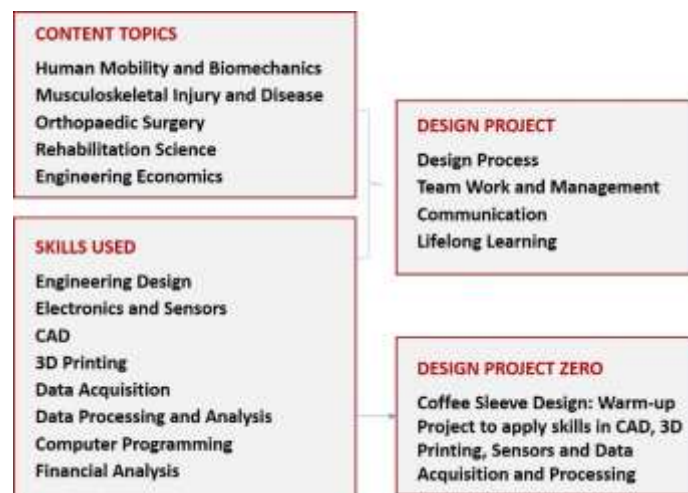 CONTENT TOPICS
Human Mobility and Biomechanics
Musculoskeletal Injury and Disease
Orthopaedic Surgery
Rehabilitation Science
Engineering Economics
SKILLS USED
Engineering Design
Electronics and Sensors
CAD
3D Printing
Data Acquisition
Data Processing and Analysis
Computer Programming
Financial Analysis
DESIGN PROJECT
Design Process
Team Work and Management
Communication
Lifelong Learning
DESIGN PROJECT ZERO
Coffee Sleeve Design: Warm-up
Project to apply skills in CAD, 3D
Printing, Sensors and Data
Acquisition and Processing